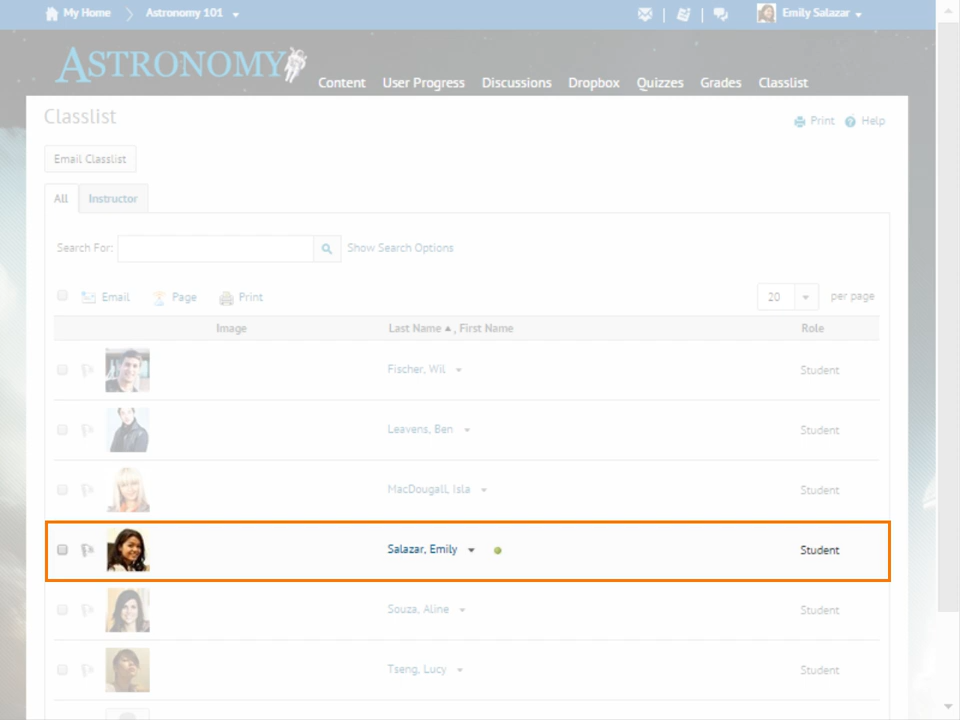 My Home Astronomy 101 Emily Salazar
ASTRONOMY
Content User Progress Discussions Dropbox Quizzes Grades Classlist
Classlist
Print Help
Email Classlist
All Instructor
Search For: Show Search Options
Email Page Print 20 per page
Image Last Name , First Name Role
Fischer, Wil Student
Leavens, Ben Student
MacDougall, Isla Student
Salazar, Emily Student
Souza, Aline Student
Tseng, Lucy Student